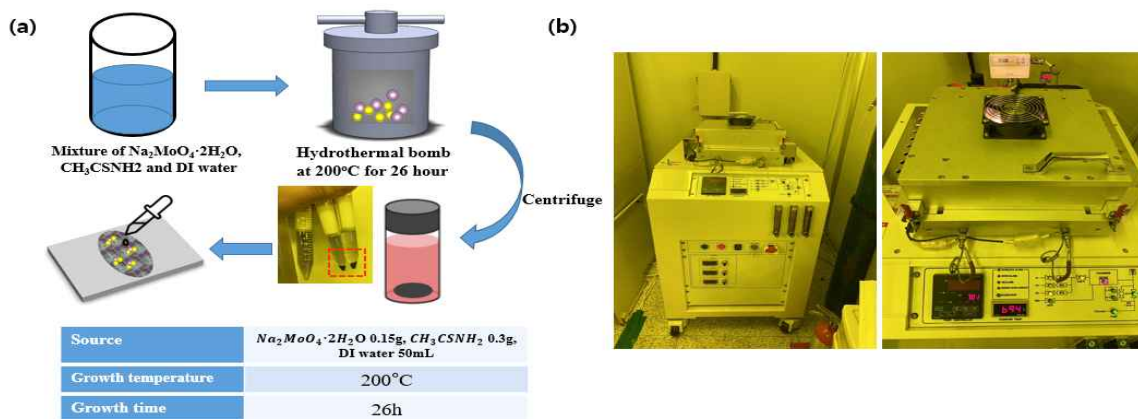 (a)
Mixture of Na₂MoO₄·2H₂O,
CH₃CSNH2 and DI water
Hydrothermal bomb
at 200°C for 26 hour
Centrifuge
Source
Na₂MoO₄·2H₂O 0.15g, CH₃CSNH₂ 0.3g,
DI water 50mL
Growth temperature
200°C
Growth time
26h
(b)